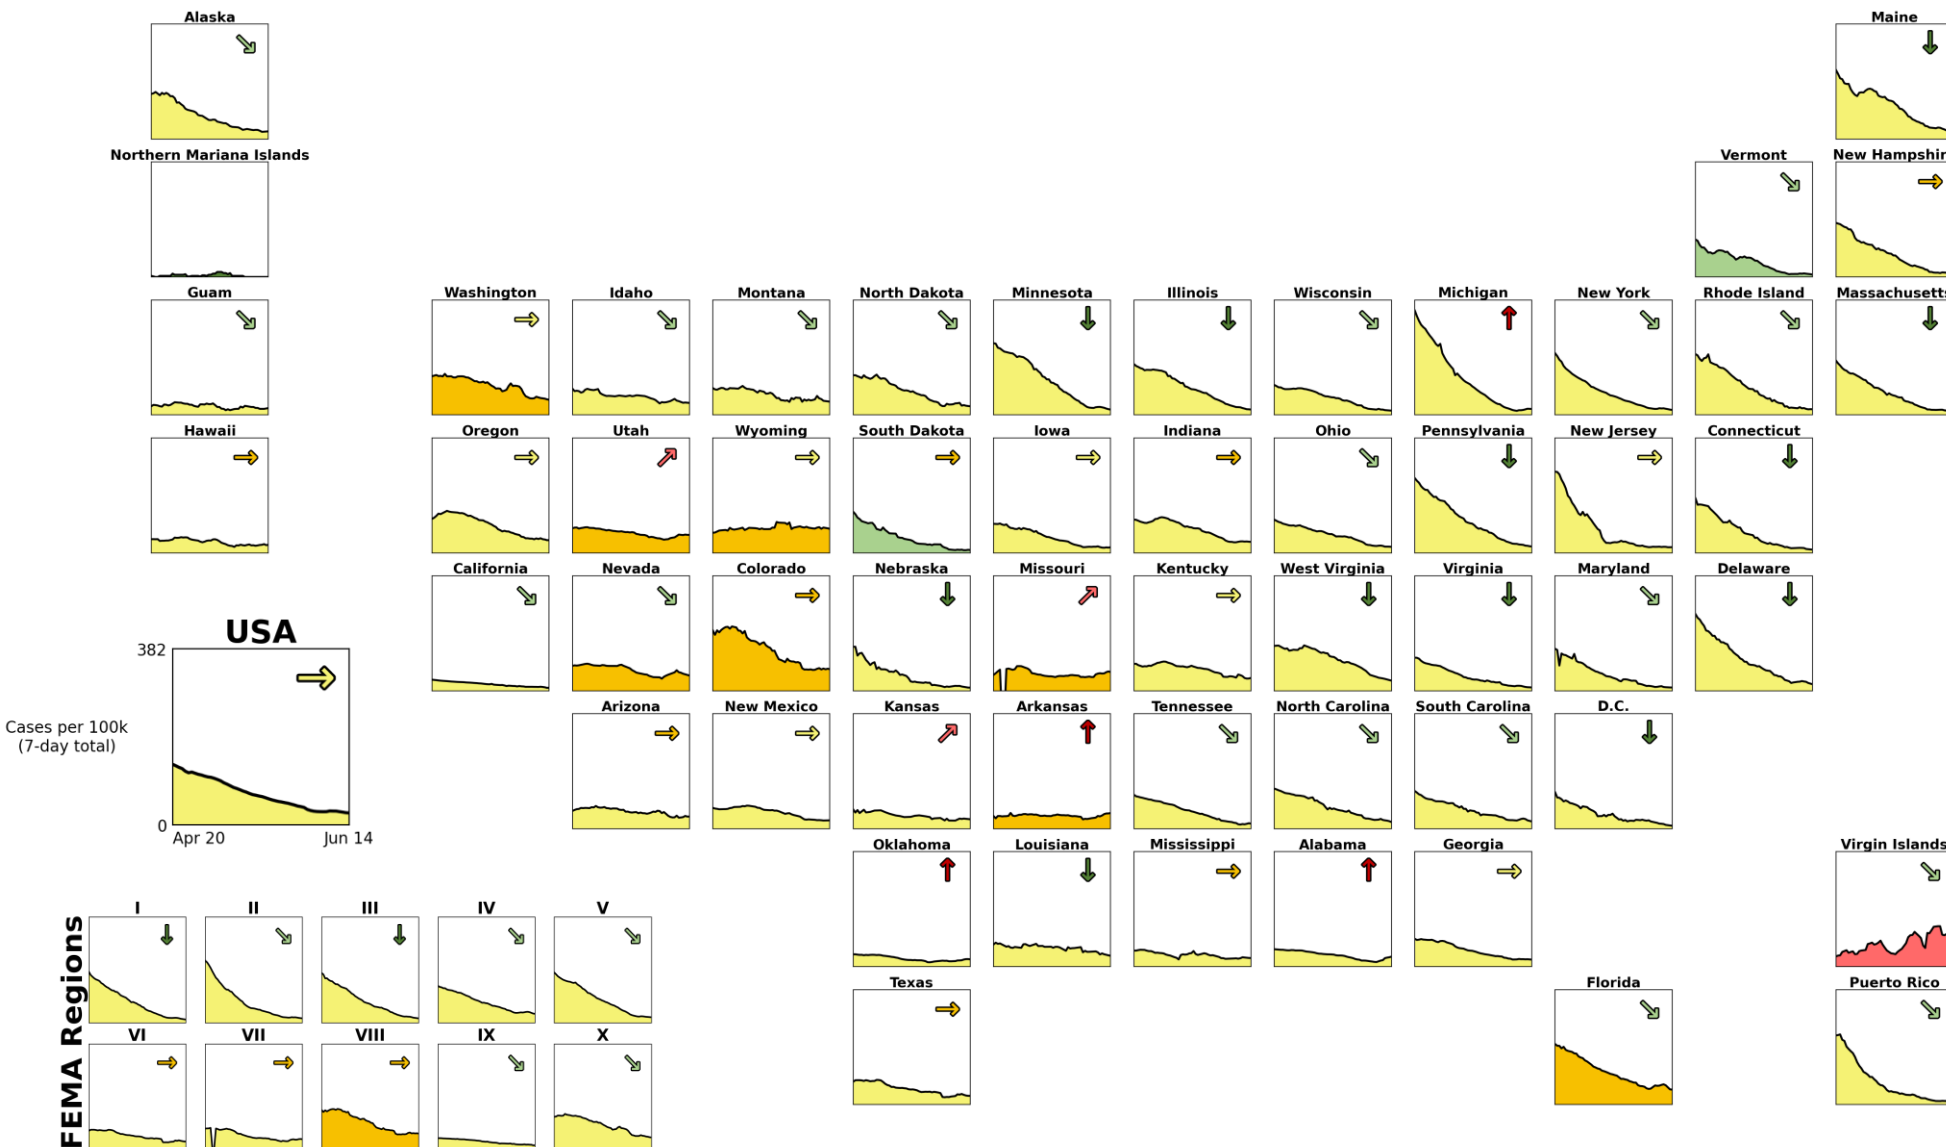 Alaska
Maine
Northern Mariana Islands
Vermont
New Hampshir
Guam
Washington
Idaho
Montana
North Dakota
Minnesota
Illinois
Wisconsin
Michigan
New York
Rhode Island
Massachusetts
Hawaii
Oregon
Utah
Wyoming
South Dakota
Iowa
Indiana
Ohio
Pennsylvania
New Jersey
Connecticut
California
Nevada
Colorado
Nebraska
Missouri
Kentucky
West Virginia
Virginia
Maryland
Delaware
USA
382
Cases per 100k
(7-day total)
0
Apr 20
Jun 14
Arizona
New Mexico
Kansas
Arkansas
Tennessee
North Carolina
South Carolina
D.C.
Oklahoma
Louisiana
Mississippi
Alabama
Georgia
Virgin Islands
Texas
Florida
Puerto Rico
FEMA Regions
I
II
III
IV
V
VI
VII
VIII
IX
X